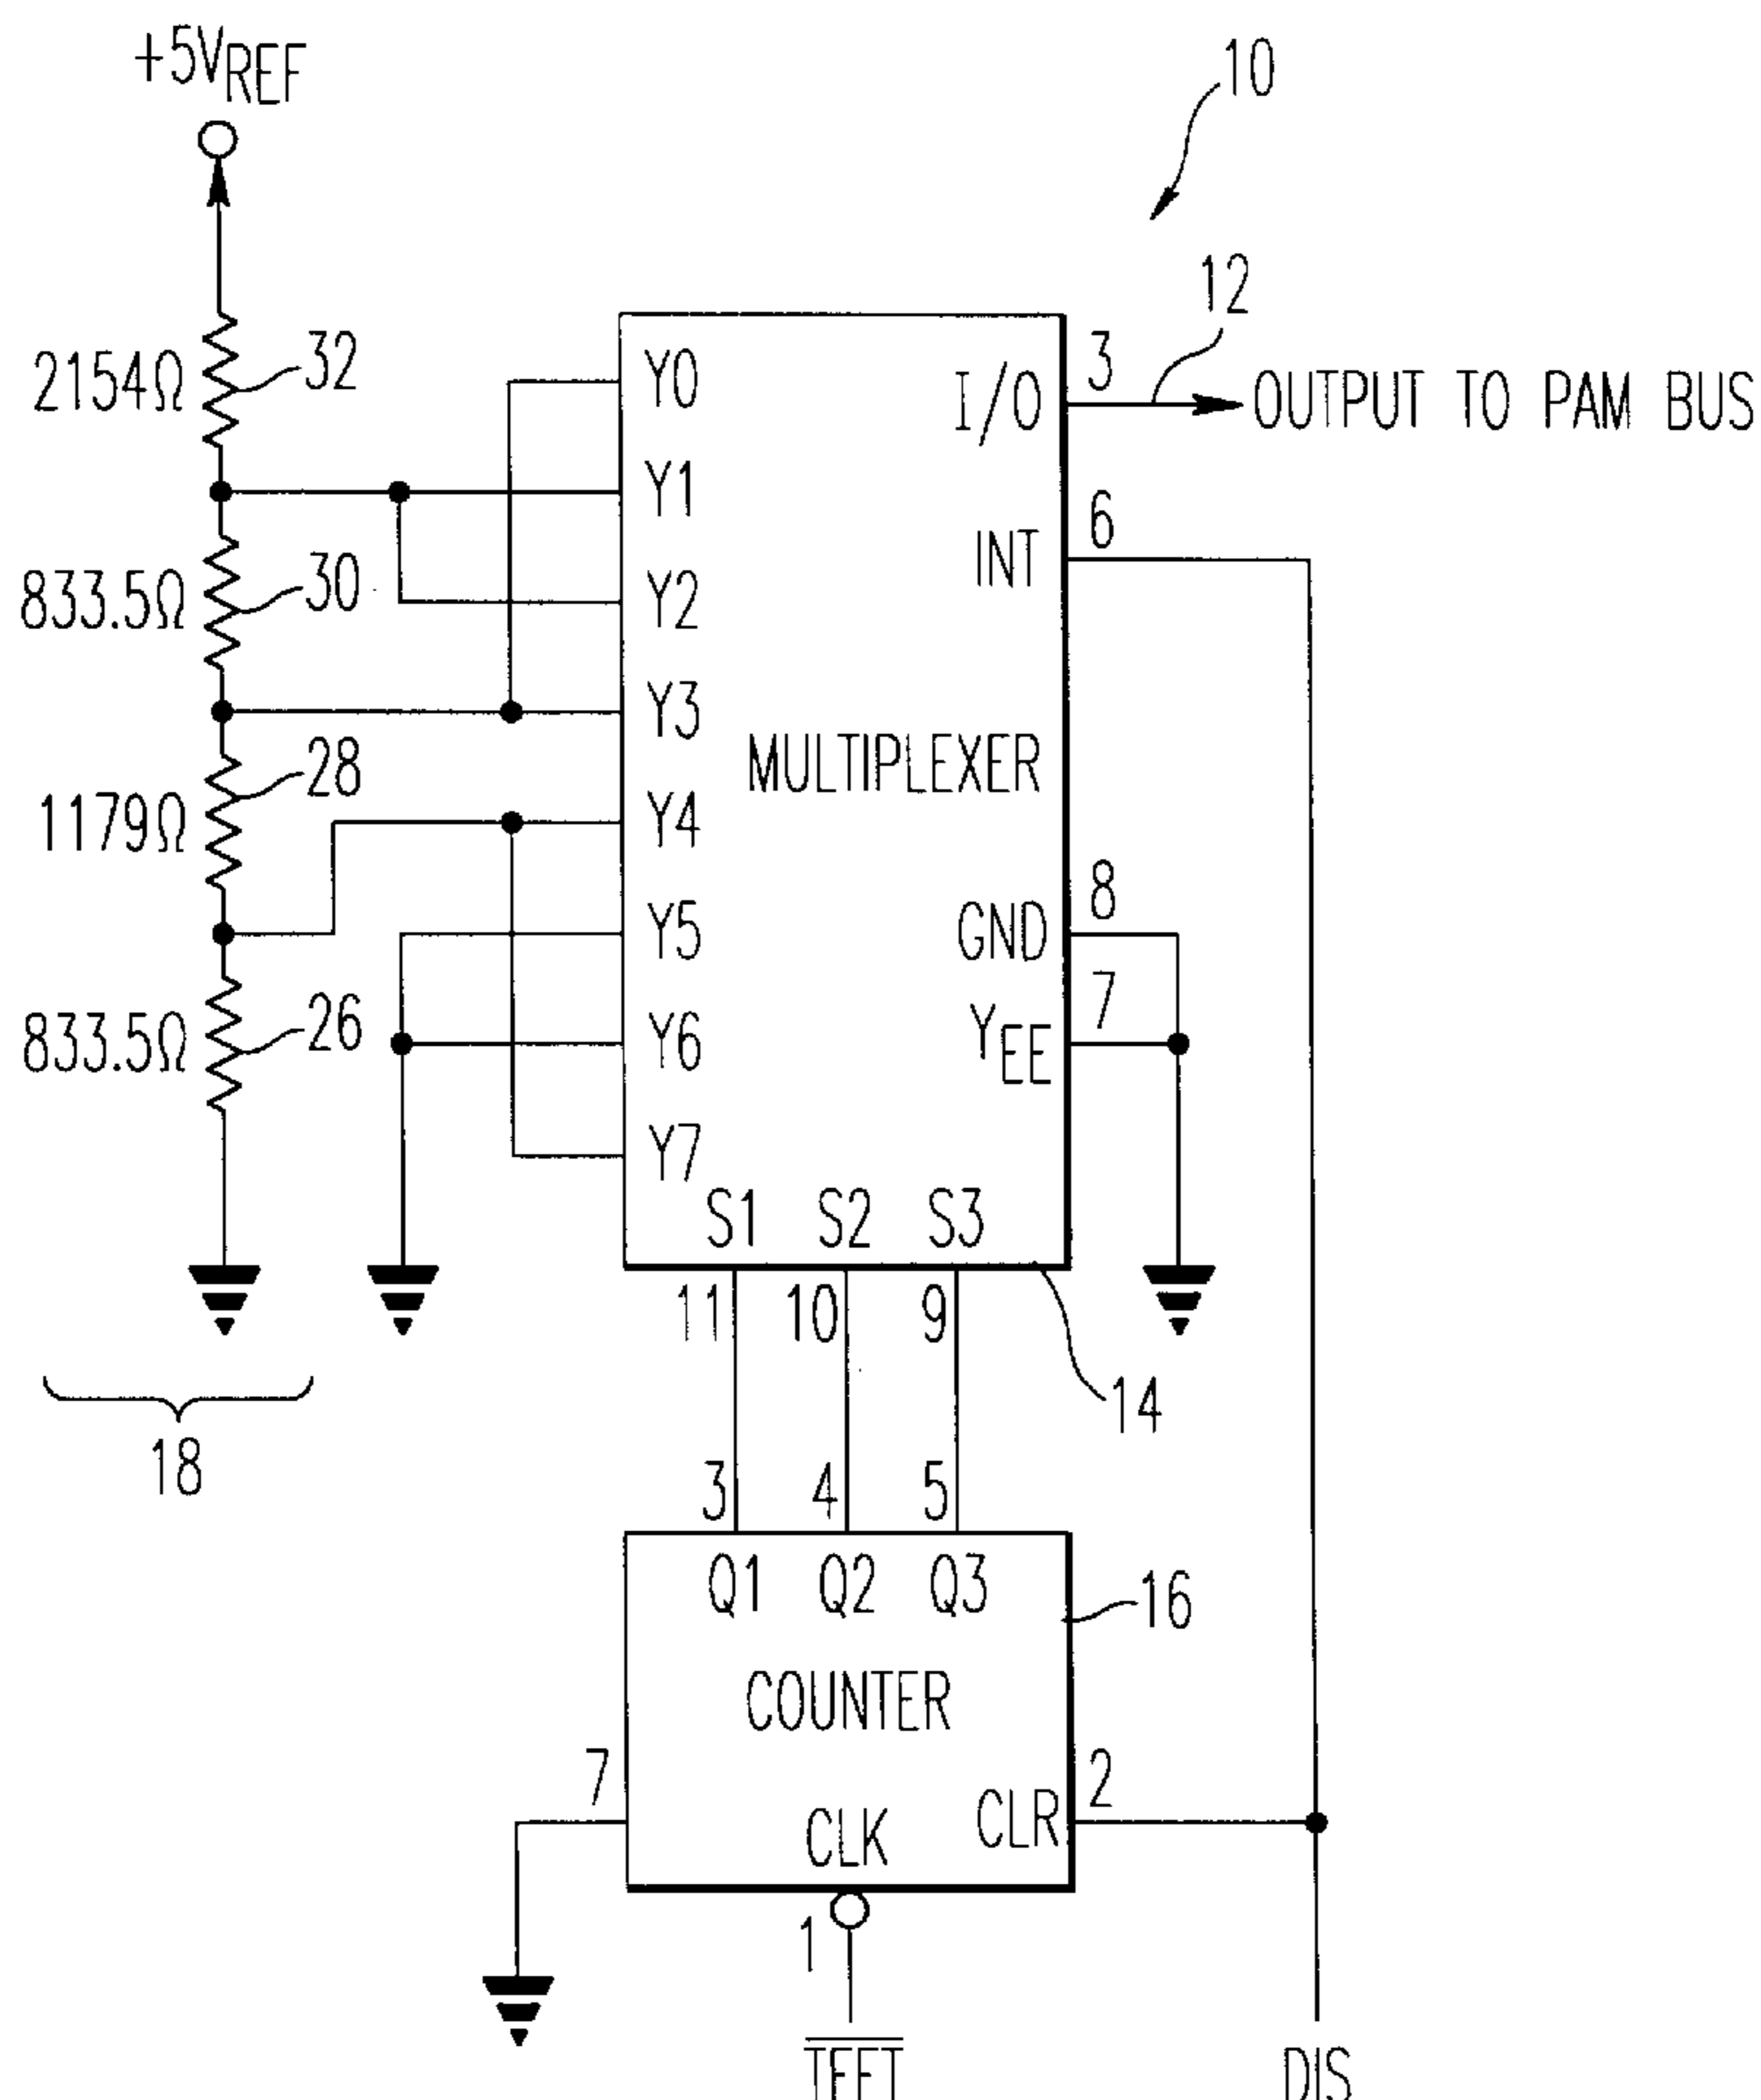 +5VREF
10
12
2154Ω
32
Y0
I/O
3
OUTPUT TO PAM BUS
Y1
INT
6
833.5Ω
30
Y2
Y3
MULTIPLEXER
1179Ω
28
Y4
Y5
GND
8
833.5Ω
26
Y6
YEE
7
Y7
S1
S2
S3
11
10
9
14
18
3
4
5
Q1
Q2
Q3
16
COUNTER
7
CLK
CLR
2
1
DIS